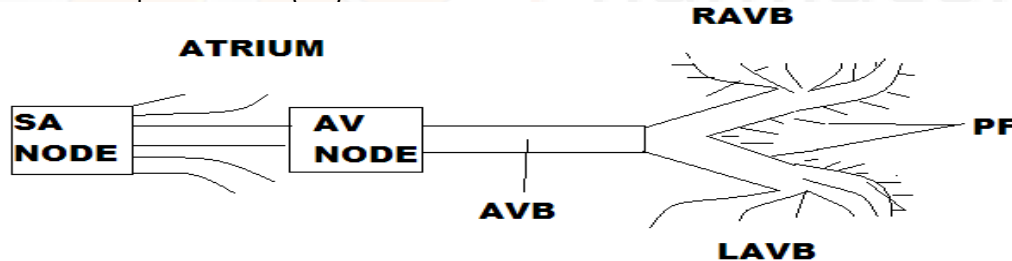 RAVB
ATRIUM
SA
NODE
AV
NODE
PF
AVB
LAVB